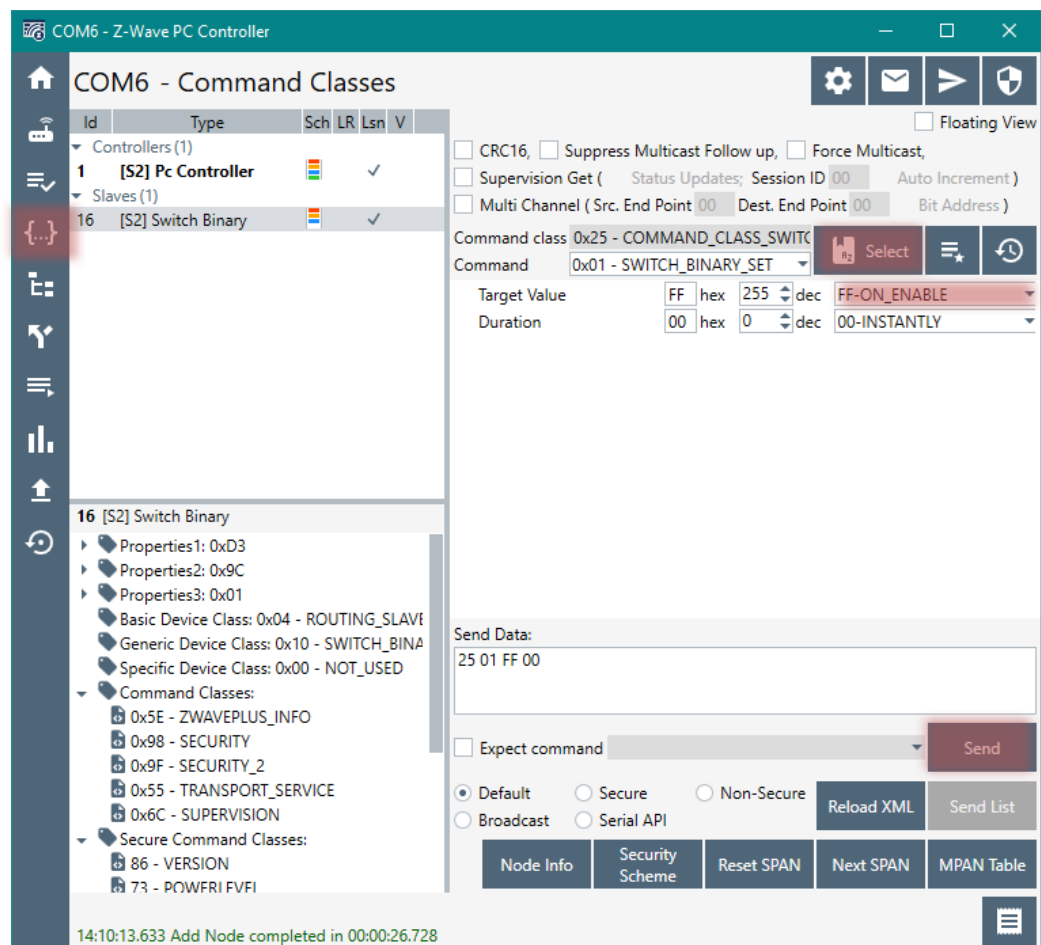 COM6 - Z-Wave PC Controller
COM6 - Command Classes
Id Type Sch LR Lsn V
Controllers (1)
1 [S2] Pc Controller
Slaves (1)
16 [S2] Switch Binary
Floating View
CRC16, Suppress Multicast Follow up, Force Multicast,
Supervision Get ( Status Updates; Session ID 00 Auto Increment )
Multi Channel ( Src. End Point 00 Dest. End Point 00 Bit Address )
Command class 0x25 - COMMAND_CLASS_SWITC
Select
Command 0x01 - SWITCH_BINARY_SET
Target Value FF hex 255 dec FF-ON_ENABLE
Duration 00 hex 0 dec 00-INSTANTLY
16 [S2] Switch Binary
Properties1: 0xD3
Properties2: 0x9C
Properties3: 0x01
Basic Device Class: 0x04 - ROUTING_SLAVE
Generic Device Class: 0x10 - SWITCH_BINA
Specific Device Class: 0x00 - NOT_USED
Command Classes:
0x5E - ZWAVEPLUS_INFO
0x98 - SECURITY
0x9F - SECURITY_2
0x55 - TRANSPORT_SERVICE
0x6C - SUPERVISION
Secure Command Classes:
86 - VERSION
73 - POWERLEVEL
Send Data:
25 01 FF 00
Expect command
Send
Default Secure Non-Secure
Broadcast Serial API
Reload XML Send List
Node Info Security Scheme Reset SPAN Next SPAN MPAN Table
14:10:13.633 Add Node completed in 00:00:26.728